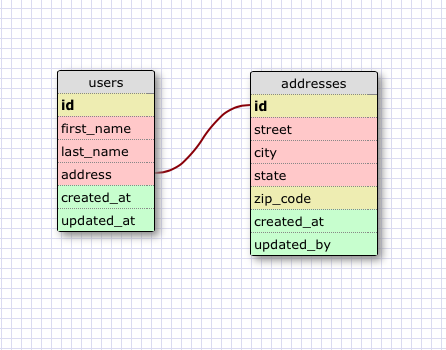 users
id
first_name
last_name
address
created_at
updated_at
addresses
id
street
city
state
zip_code
created_at
updated_by